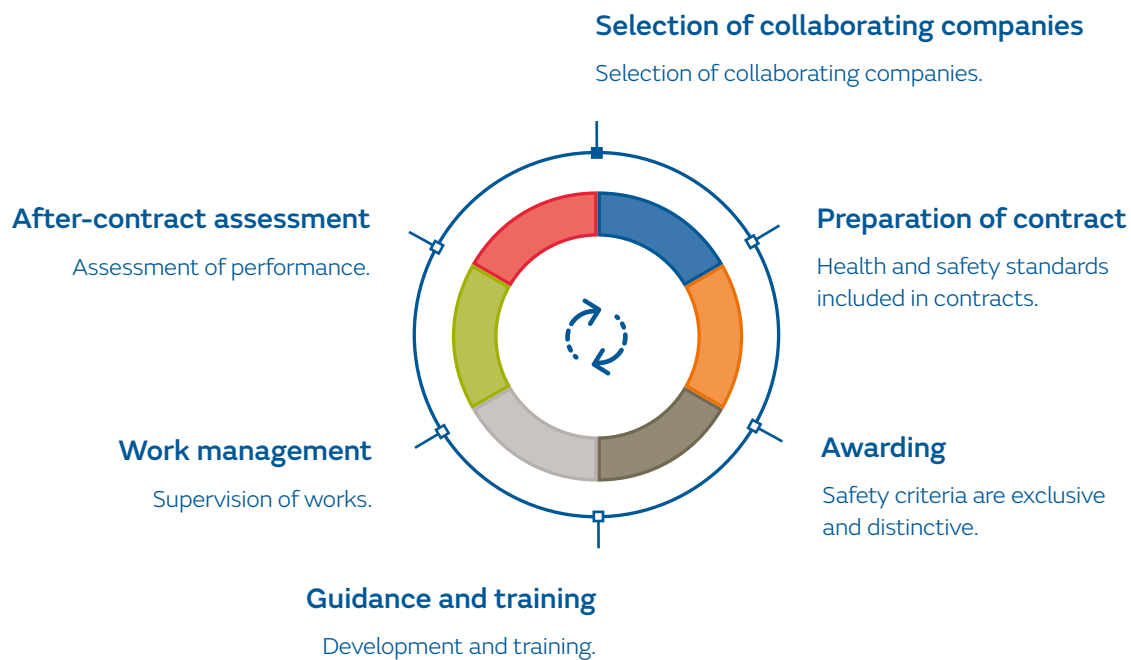 Selection of collaborating companies
Selection of collaborating companies.
Preparation of contract
Health and safety standards
included in contracts.
Awarding
Safety criteria are exclusive
and distinctive.
Guidance and training
Development and training.
Work management
Supervision of works.
After-contract assessment
Assessment of performance.